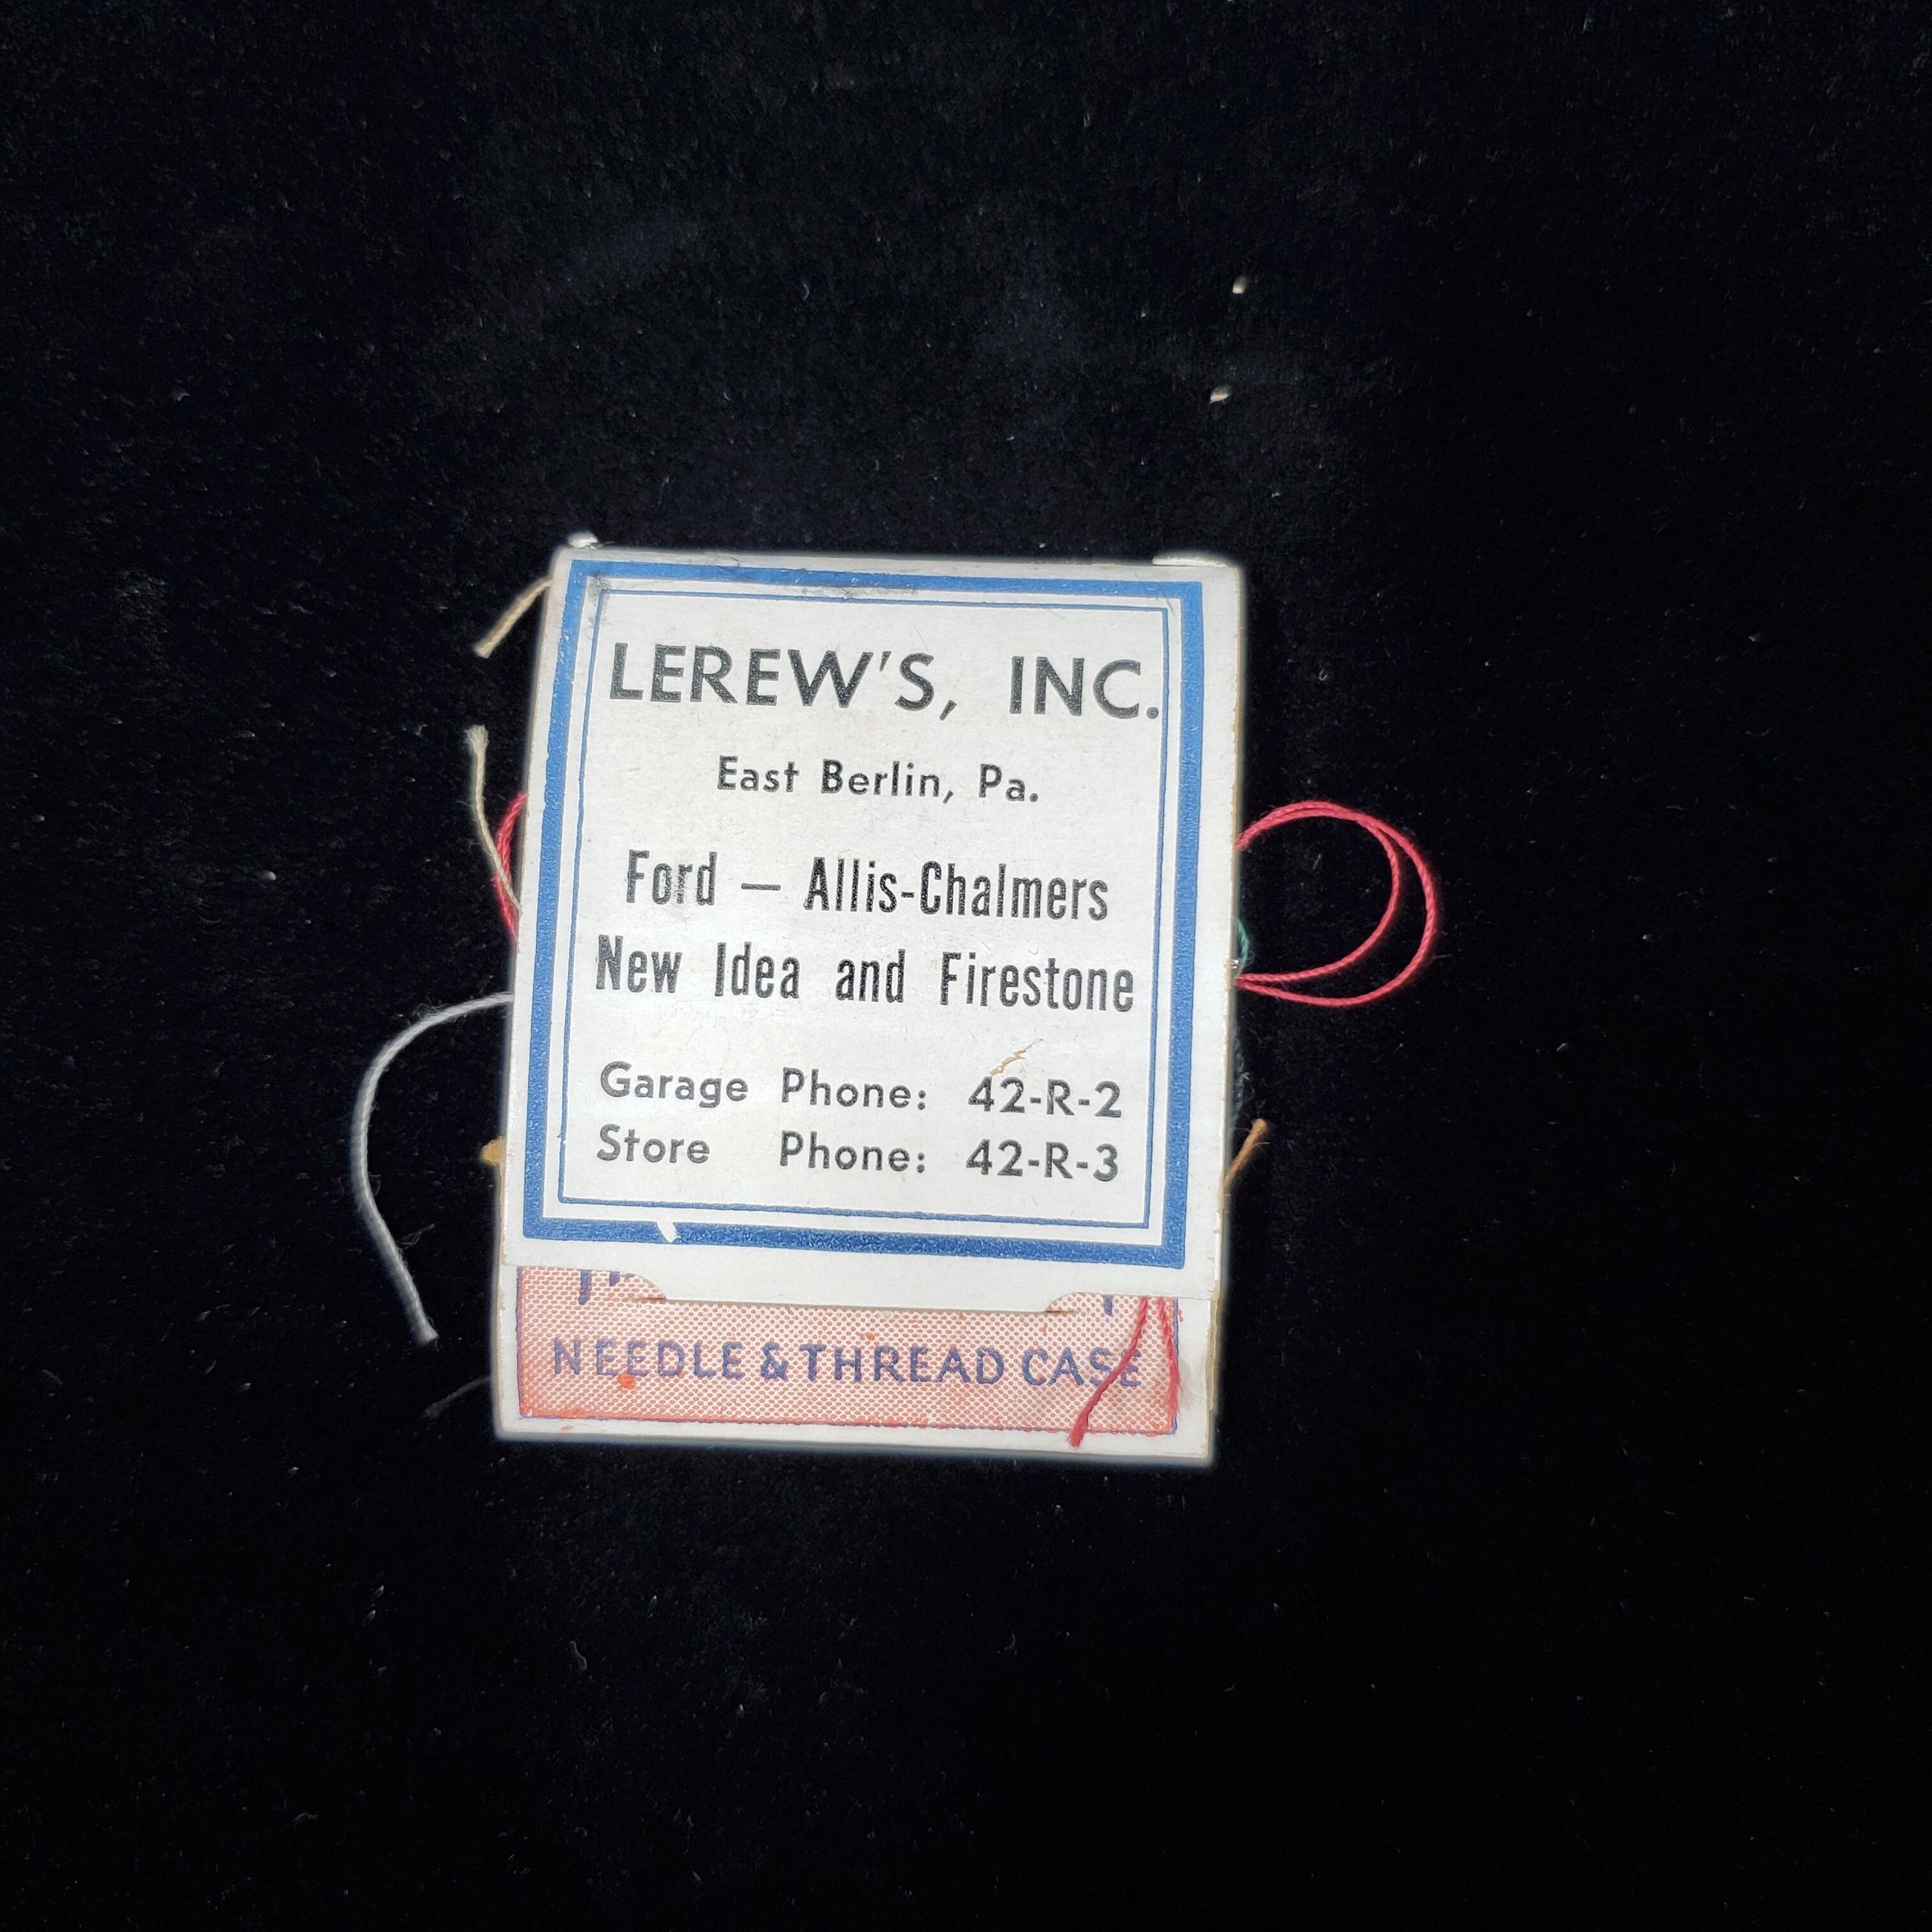 LEREW'S, INC.
East Berlin, Pa.
Ford — Allis-Chalmers
New Idea and Firestone
Garage Phone: 42-R-2
Store Phone: 42-R-3
NEEDLE & THREAD CASE